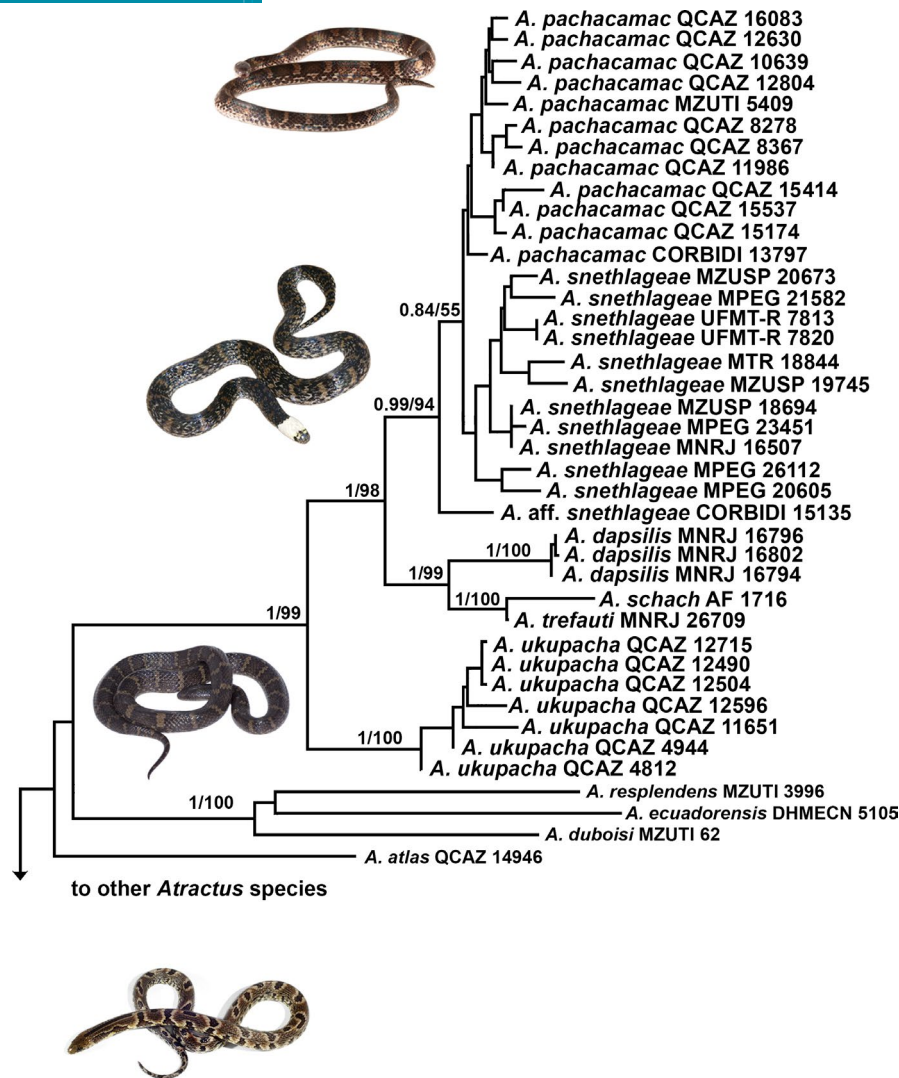 A. pachacamac QCAZ 16083
A. pachacamac QCAZ 12630
A. pachacamac QCAZ 10639
A. pachacamac QCAZ 12804
A. pachacamac MZUTI 5409
A. pachacamac QCAZ 8278
A. pachacamac QCAZ 8367
A. pachacamac QCAZ 11986
A. pachacamac QCAZ 15414
A. pachacamac QCAZ 15537
A. pachacamac QCAZ 15174
A. pachacamac CORBIDI 13797
A. snethlageae MZUSP 20673
A. snethlageae MPEG 21582
0.84/55
A. snethlageae UFMT-R 7813
A. snethlageae UFMT-R 7820
A. snethlageae MTR 18844
A. snethlageae MZUSP 19745
0.99/94
A. snethlageae MZUSP 18694
A. snethlageae MPEG 23451
A. snethlageae MNRJ 16507
A. snethlageae MPEG 26112
1/98
A. snethlageae MPEG 20605
A. aff. snethlageae CORBIDI 15135
A. dapsilis MNRJ 16796
1/100
A. dapsilis MNRJ 16802
1/99
A. dapsilis MNRJ 16794
1/100
A. schach AF 1716
1/99
A. trefauti MNRJ 26709
A. ukupacha QCAZ 12715
A. ukupacha QCAZ 12490
A. ukupacha QCAZ 12504
A. ukupacha QCAZ 12596
A. ukupacha QCAZ 11651
1/100
A. ukupacha QCAZ 4944
A. ukupacha QCAZ 4812
A. resplendens MZUTI 3996
1/100
A. ecuadorensis DHMECN 5105
A. duboisi MZUTI 62
A. atlas QCAZ 14946
to other Atractus species